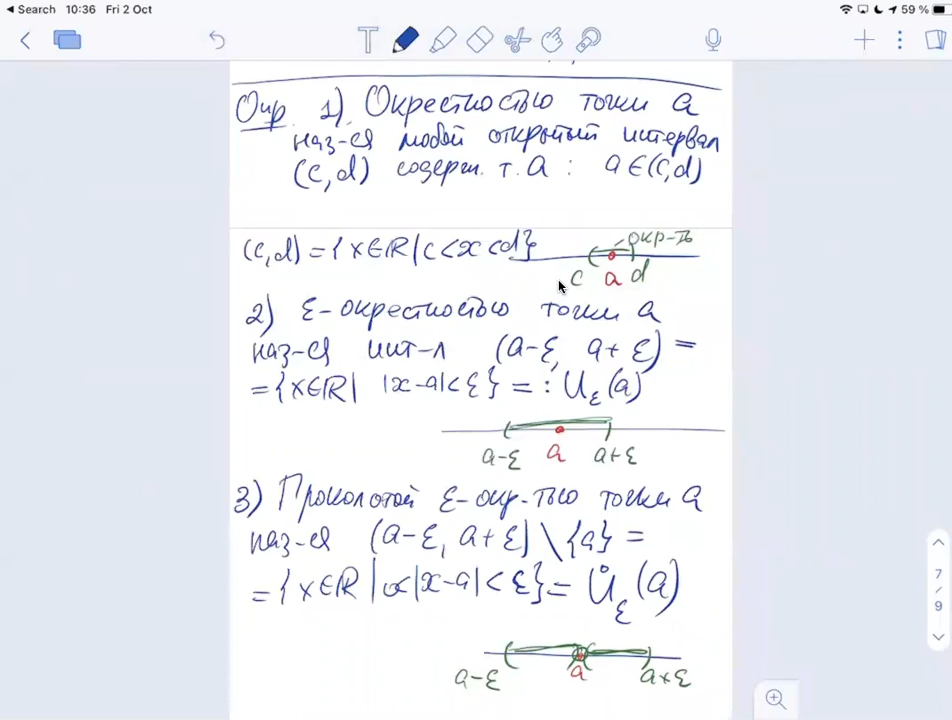 Search 10:36 Fri 2 Oct 59 %
T
Опр. 1) Окрестностью точки a
наз-ся любой открытый интервал
(c,d) содерж. т. a : a ∈ (c,d)
(c,d) = {x∈ℝ | c<x<d}
окр-ть
c a d
2) ε-окрестностью точки a
наз-ся инт-л (a-ε, a+ε) =
= {x∈ℝ | |x-a|<ε} =: U_ε(a)
a-ε a a+ε
3) Проколотой ε-окр-тью точки a
наз-ся (a-ε, a+ε) \ {a} =
= {x∈ℝ | 0<|x-a|<ε} = Ů_ε(a)
a-ε a a+ε
7
9